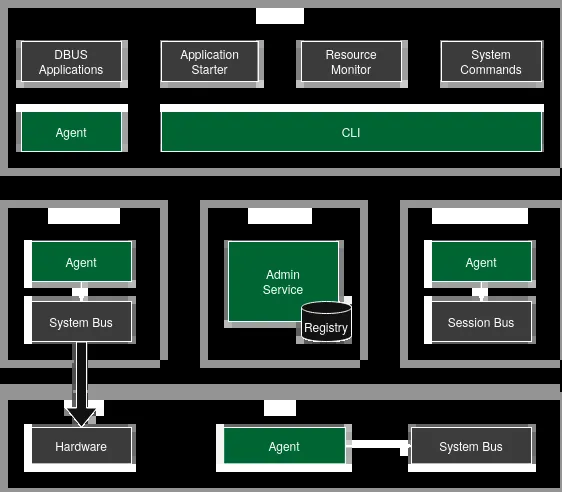 DBUS
Applications
Application
Starter
Resource
Monitor
System
Commands
Agent
CLI
Agent
System Bus
Admin
Service
Registry
Agent
Session Bus
Hardware
Agent
System Bus